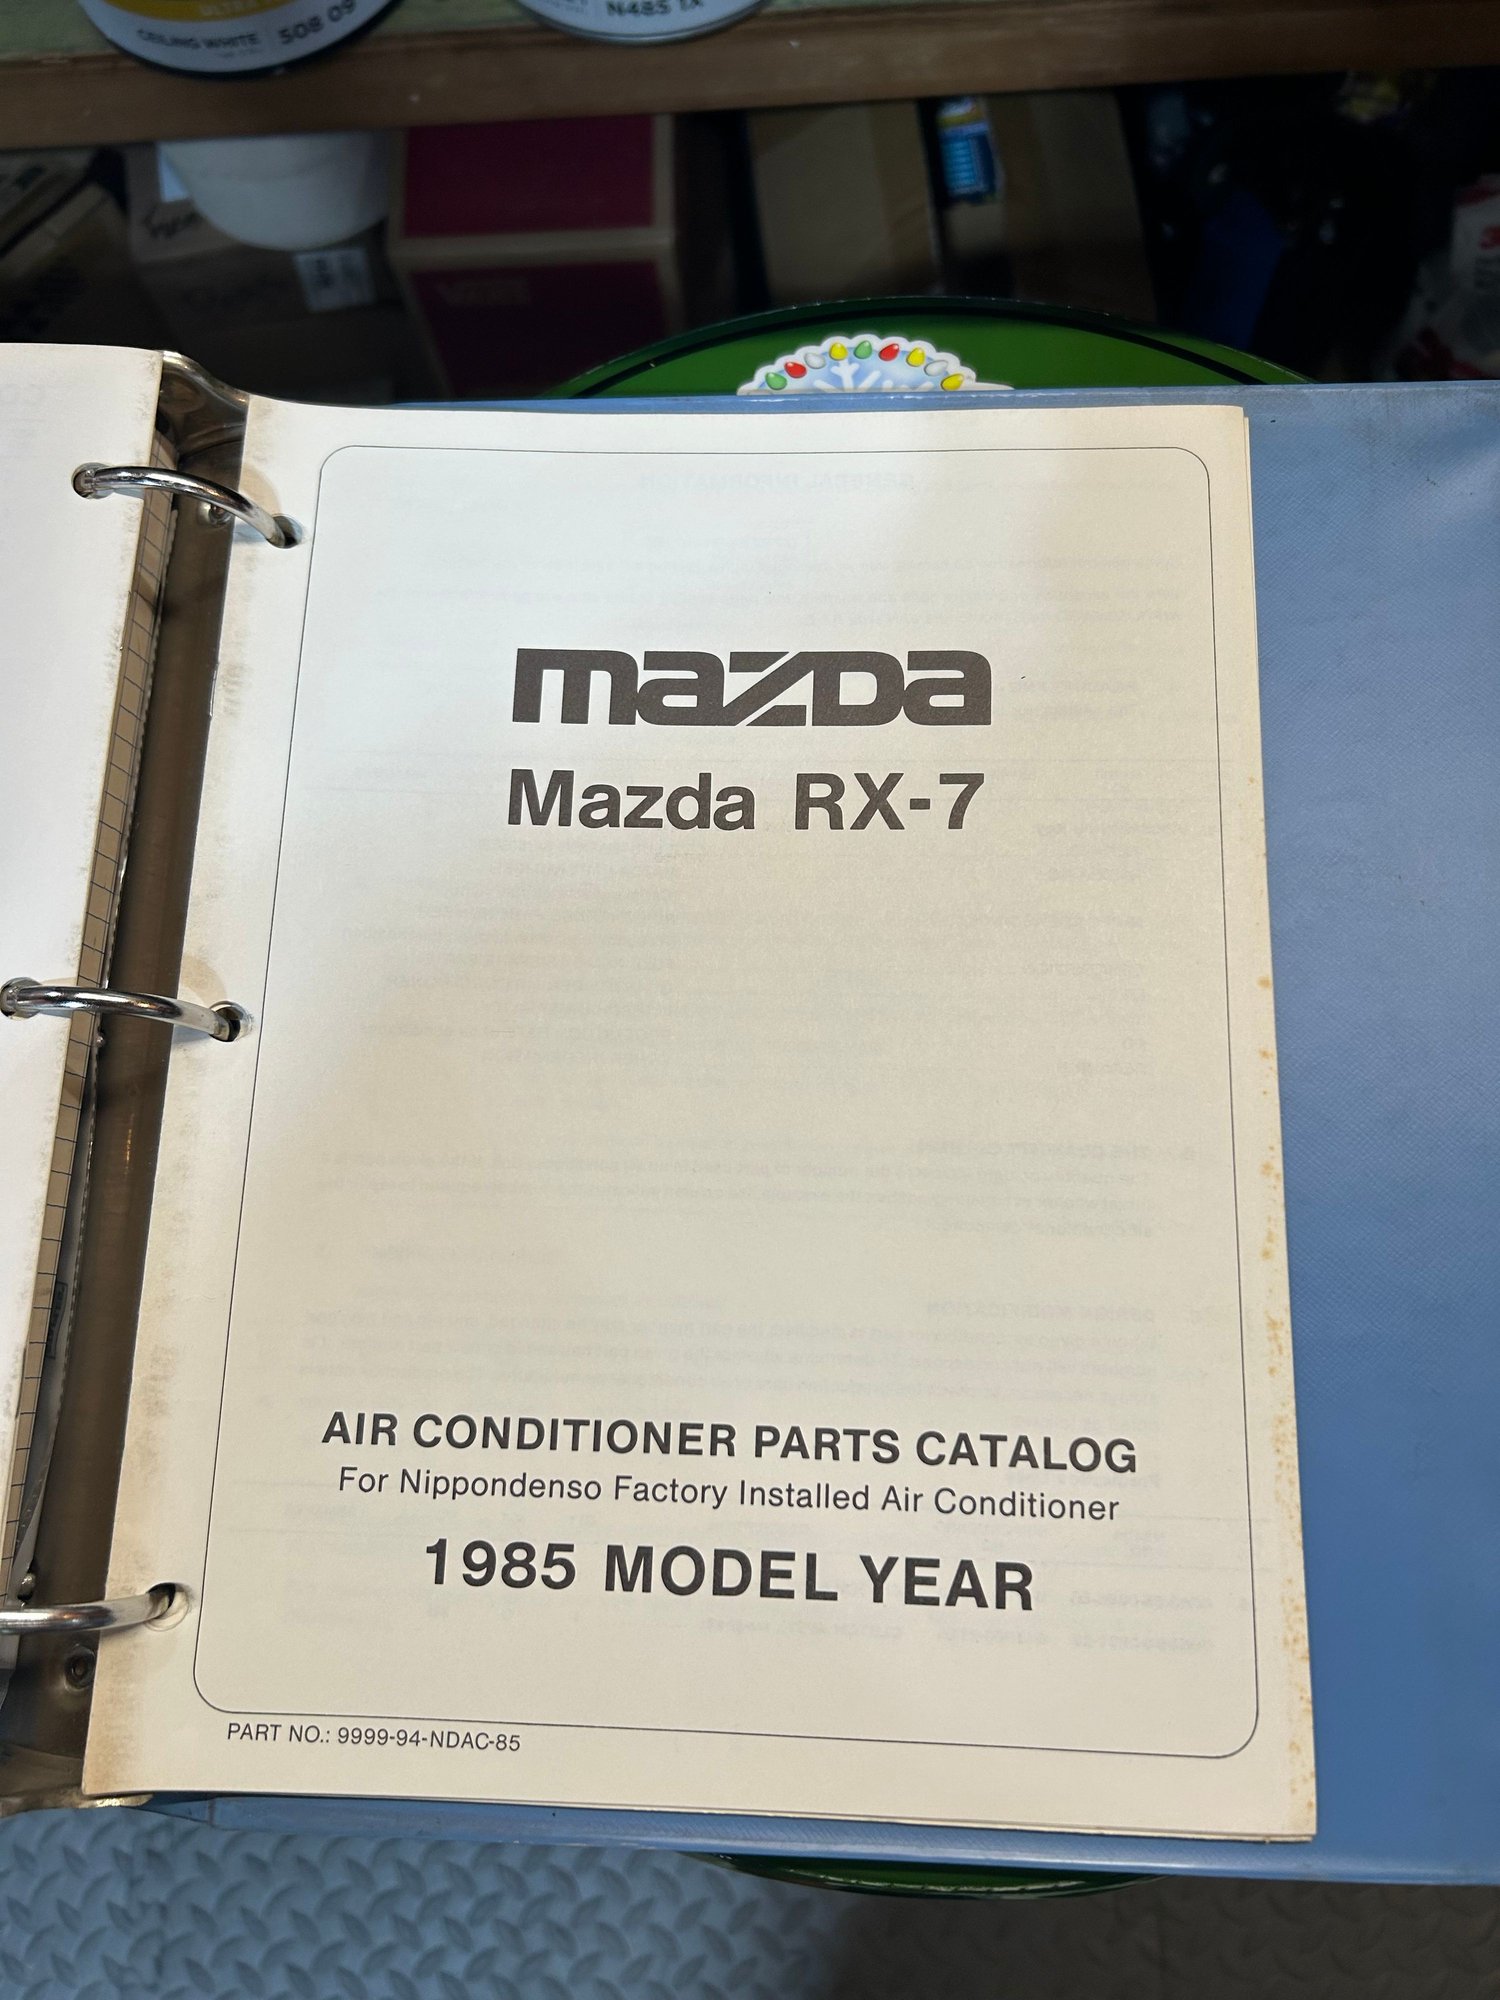 ULTRA
CEILING WHITE 508 09
N485 1X
mazda
Mazda RX-7
AIR CONDITIONER PARTS CATALOG
For Nippondenso Factory Installed Air Conditioner
1985 MODEL YEAR
PART NO.: 9999-94-NDAC-85